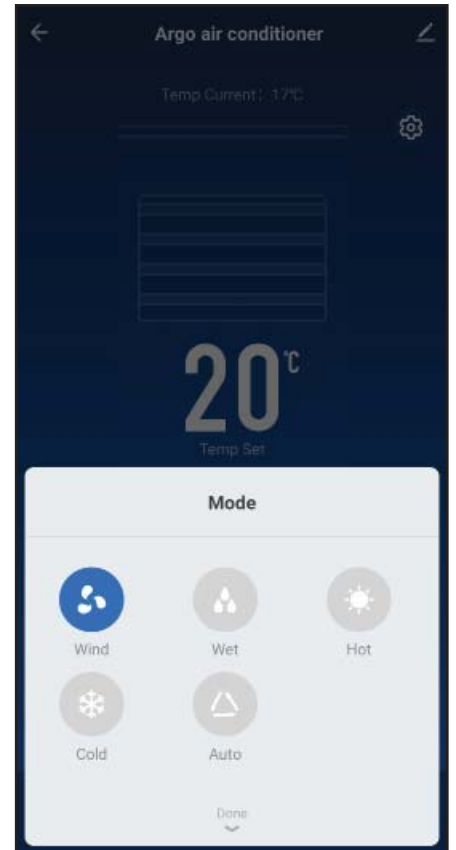 Argo air conditioner
Temp Current: 17℃
20℃
Temp Set
Mode
Wind Wet Hot
Cold Auto
Done